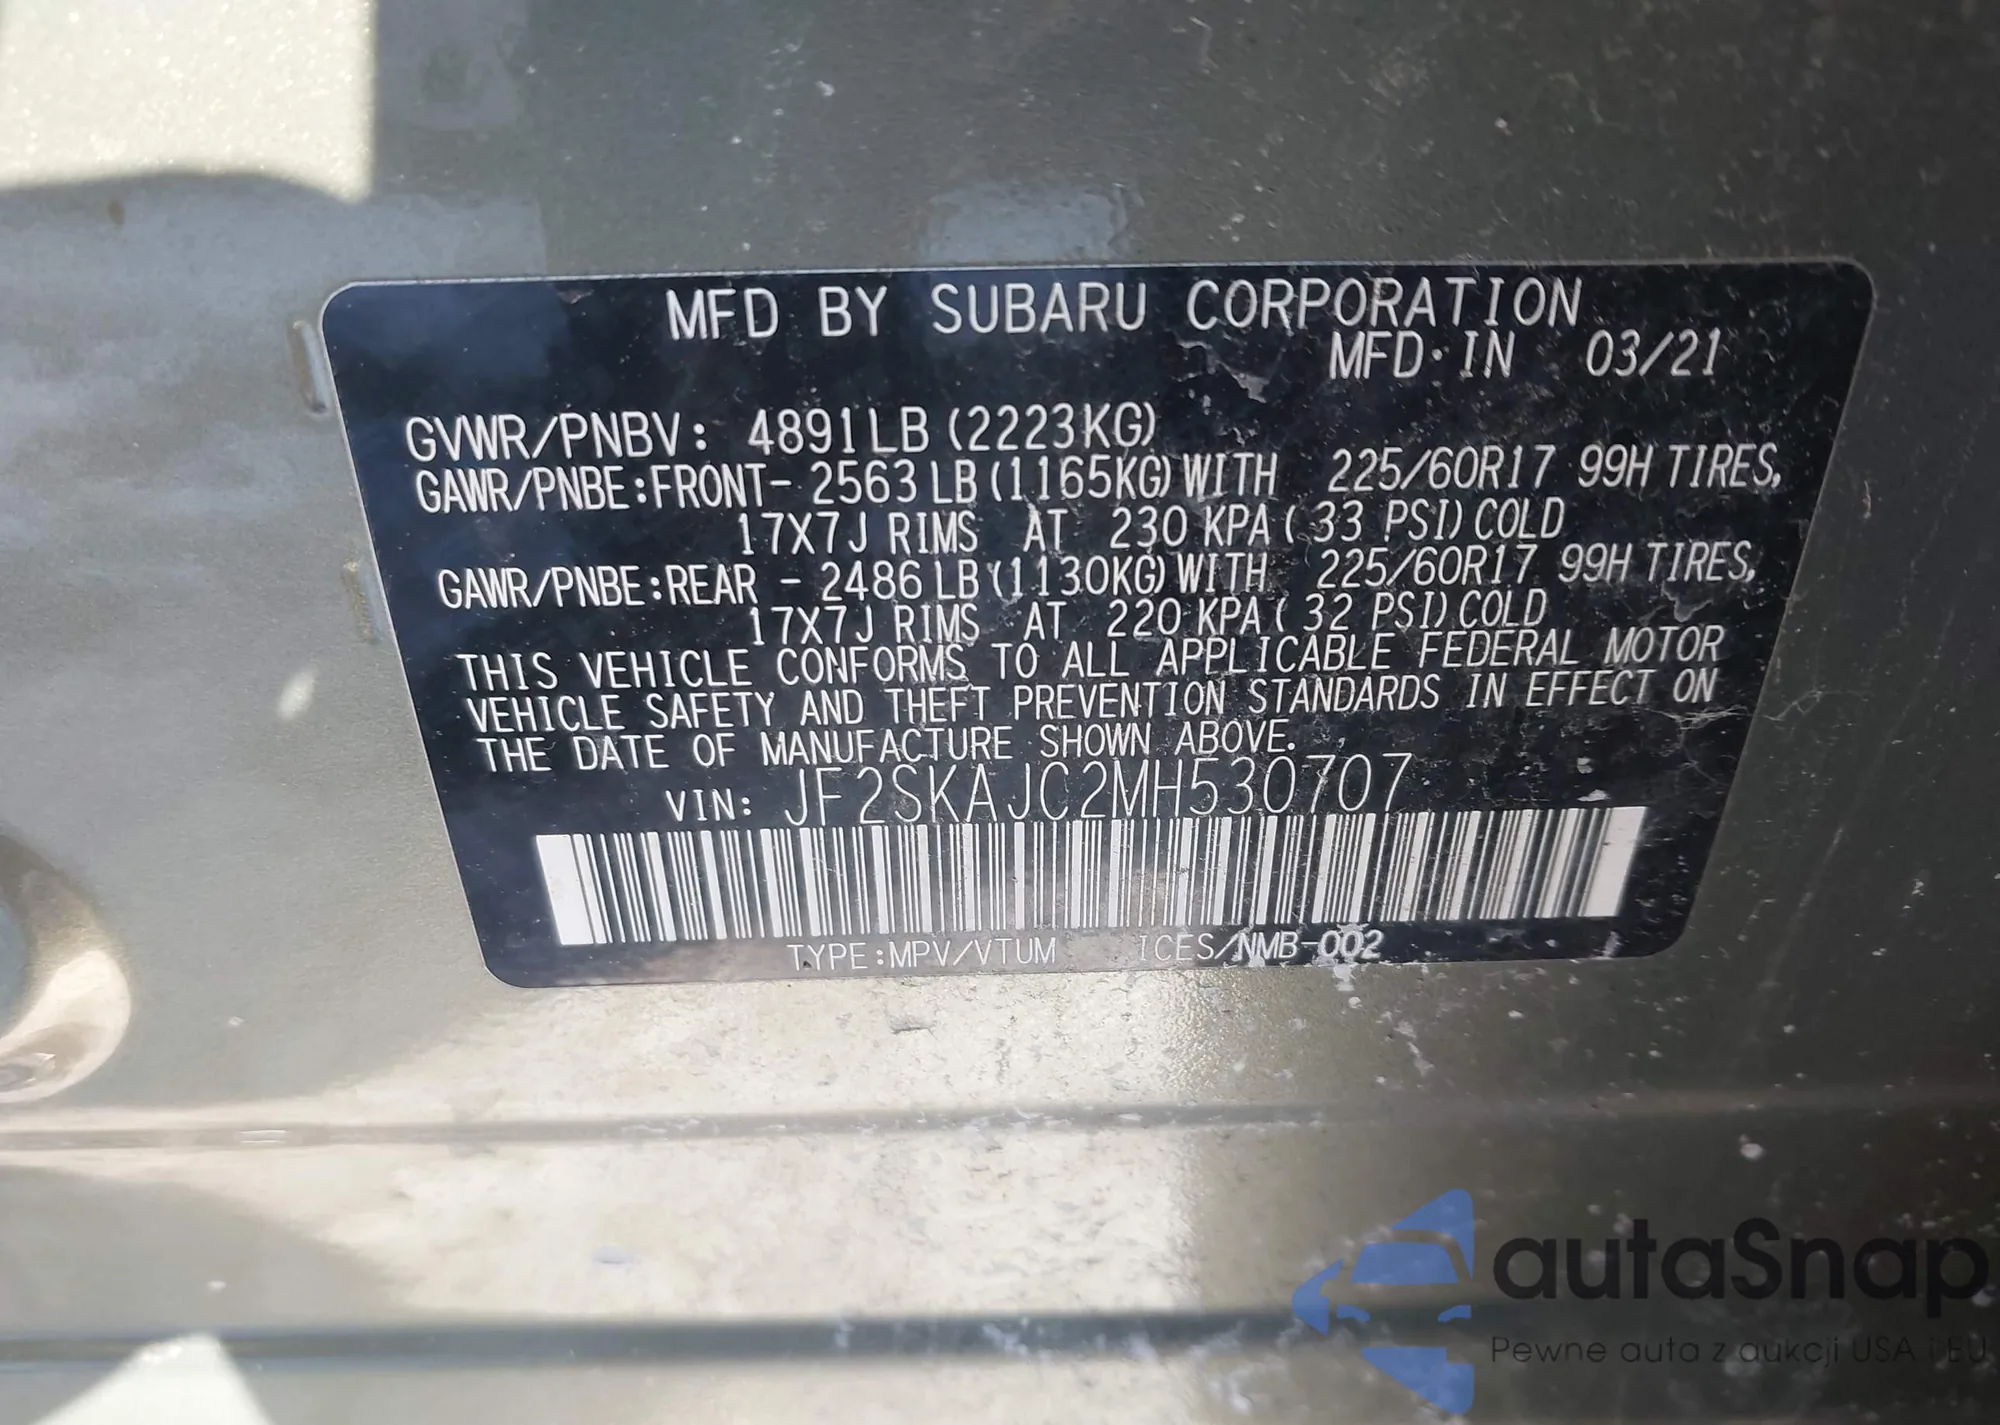 MFD BY SUBARU CORPORATION
MFD·IN 03/21
GVWR/PNBV: 4891LB (2223KG)
GAWR/PNBE:FRONT- 2563LB (1165KG) WITH 225/60R17 99H TIRES,
17X7J RIMS AT 230 KPA ( 33 PSI) COLD
GAWR/PNBE:REAR - 2486LB (1130KG) WITH 225/60R17 99H TIRES,
17X7J RIMS AT 220 KPA ( 32 PSI) COLD
THIS VEHICLE CONFORMS TO ALL APPLICABLE FEDERAL MOTOR
VEHICLE SAFETY AND THEFT PREVENTION STANDARDS IN EFFECT ON
THE DATE OF MANUFACTURE SHOWN ABOVE.
VIN: JF2SKAJC2MH530707
TYPE:MPV/VTUM ICES/NMB-002
autaSnap
Pewne auta z aukcji USA i EU